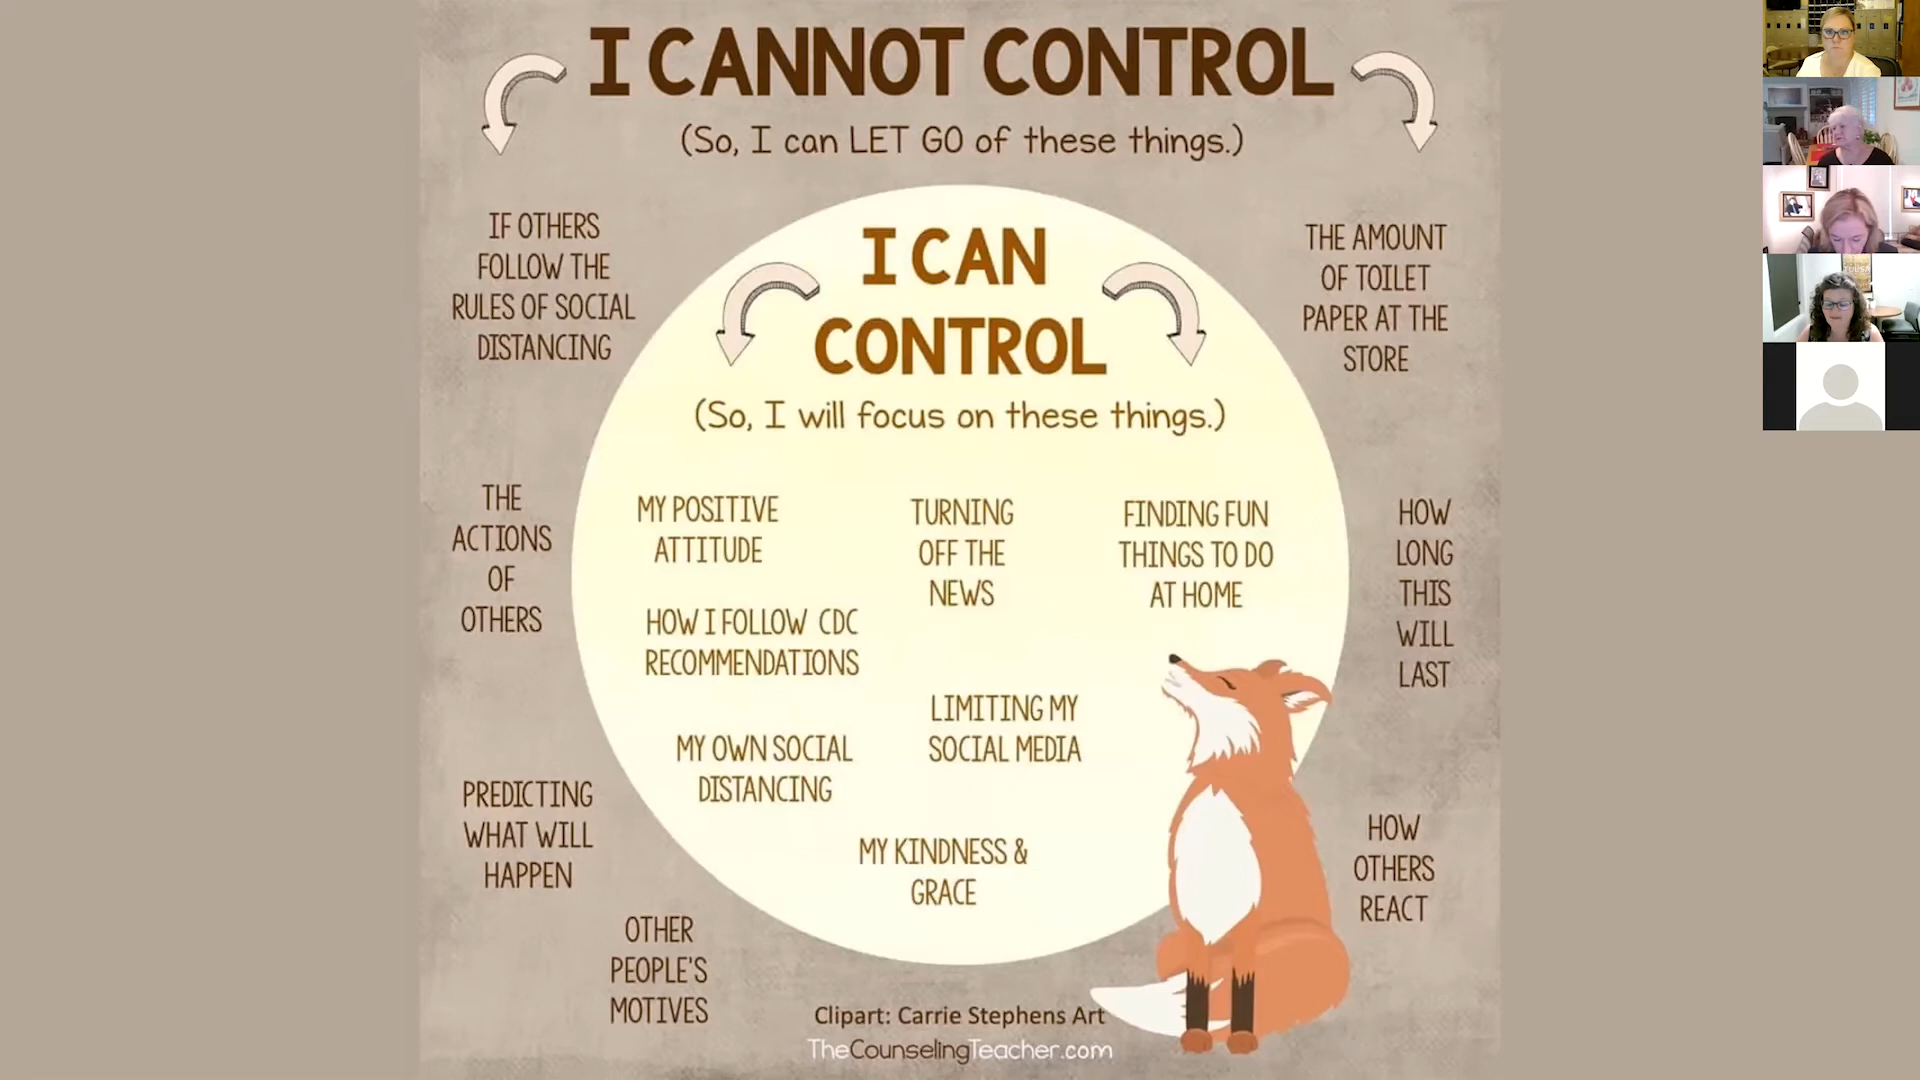 I CANNOT CONTROL
(So, I can LET GO of these things.)
IF OTHERS
FOLLOW THE
RULES OF SOCIAL
DISTANCING
THE AMOUNT
OF TOILET
PAPER AT THE
STORE
I CAN
CONTROL
(So, I will focus on these things.)
THE
ACTIONS
OF
OTHERS
MY POSITIVE
ATTITUDE
TURNING
OFF THE
NEWS
FINDING FUN
THINGS TO DO
AT HOME
HOW
LONG
THIS
WILL
LAST
HOW I FOLLOW CDC
RECOMMENDATIONS
LIMITING MY
SOCIAL MEDIA
MY OWN SOCIAL
DISTANCING
PREDICTING
WHAT WILL
HAPPEN
MY KINDNESS &
GRACE
HOW
OTHERS
REACT
OTHER
PEOPLE'S
MOTIVES
Clipart: Carrie Stephens Art
TheCounselingTeacher.com
TULSA